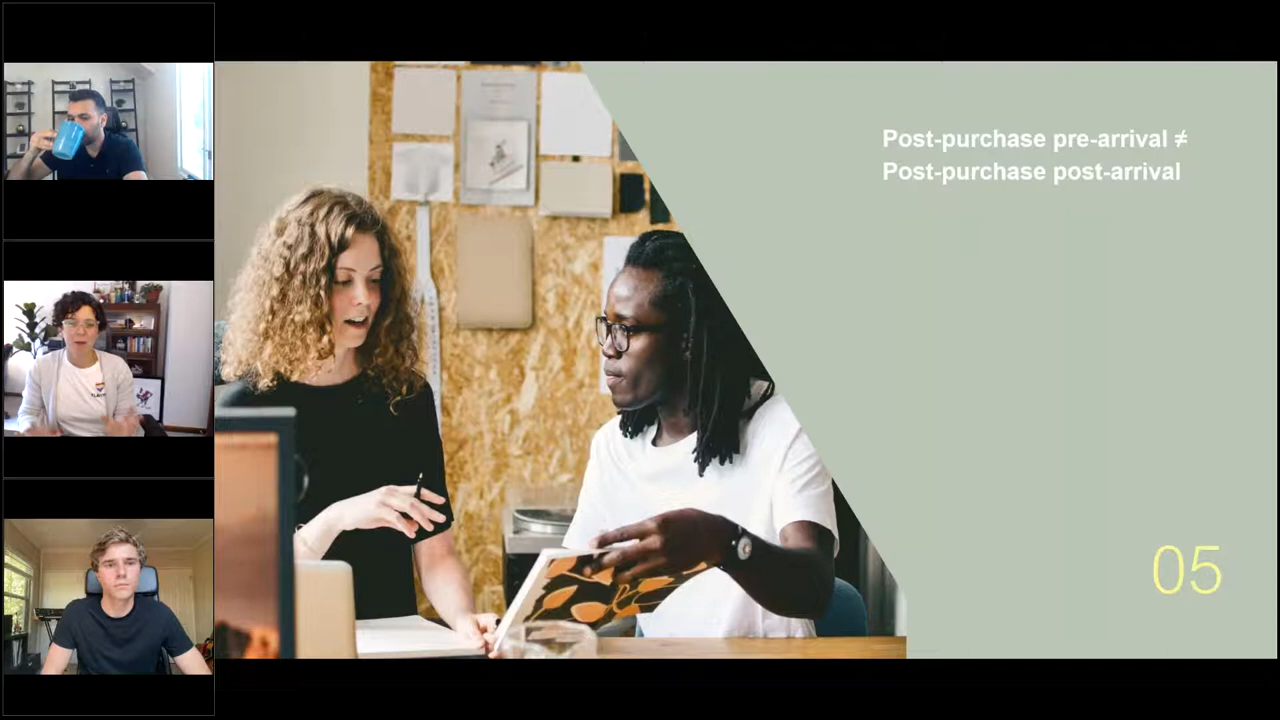 Post-purchase pre-arrival ≠
Post-purchase post-arrival
05